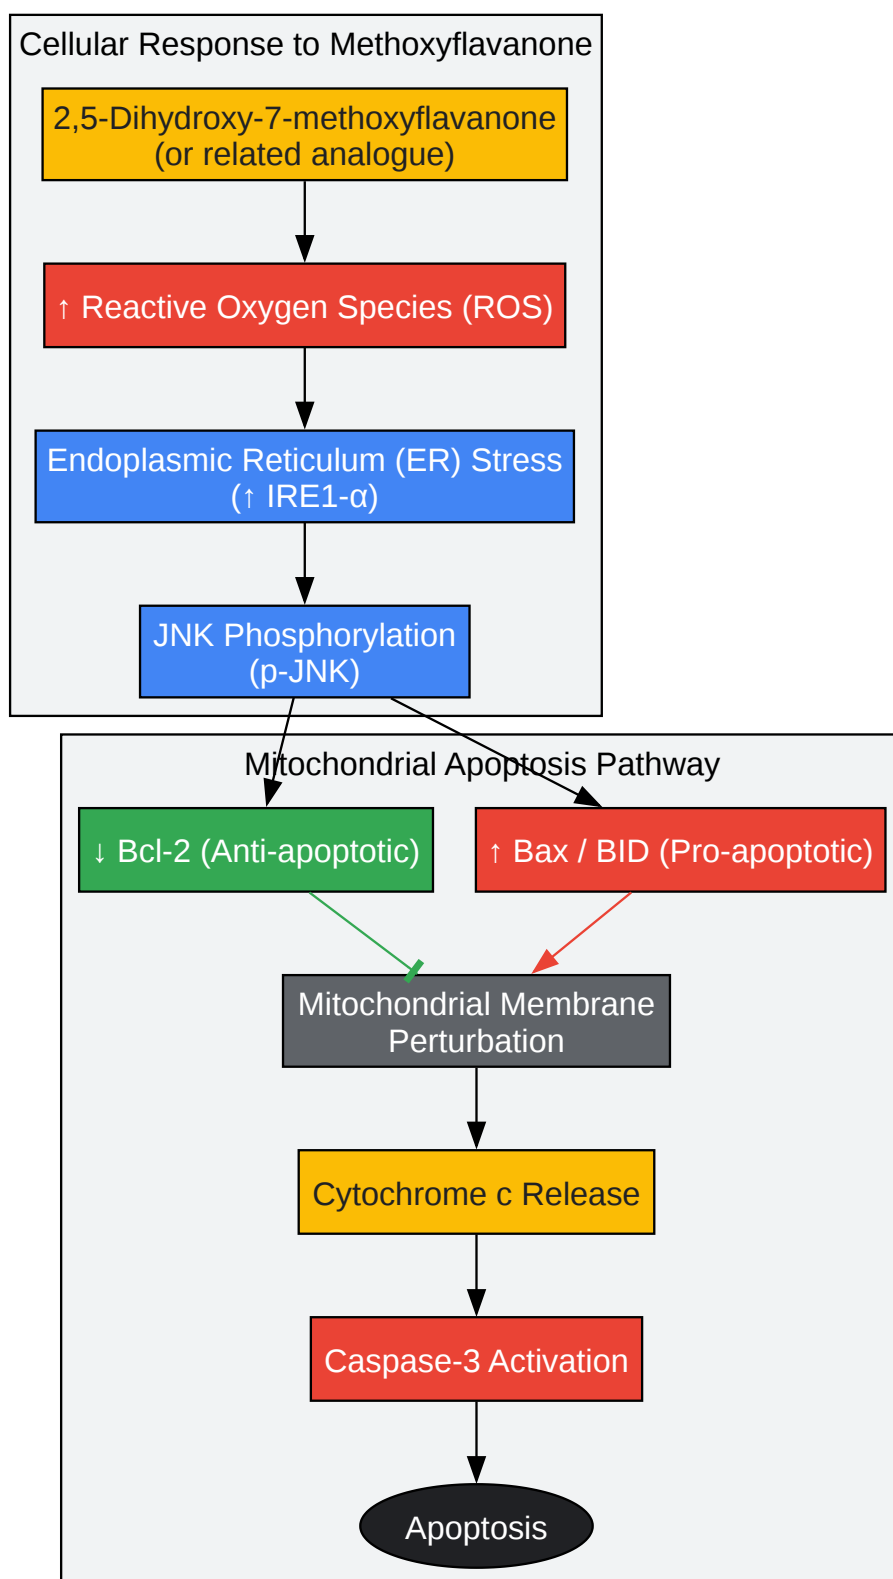 Cellular Response to Methoxyflavanone
2,5-Dihydroxy-7-methoxyflavanone
(or related analogue)
↑ Reactive Oxygen Species (ROS)
Endoplasmic Reticulum (ER) Stress
(↑ IRE1-α)
JNK Phosphorylation
(p-JNK)
Mitochondrial Apoptosis Pathway
↓ Bcl-2 (Anti-apoptotic)
↑ Bax / BID (Pro-apoptotic)
Mitochondrial Membrane
Perturbation
Cytochrome c Release
Caspase-3 Activation
Apoptosis